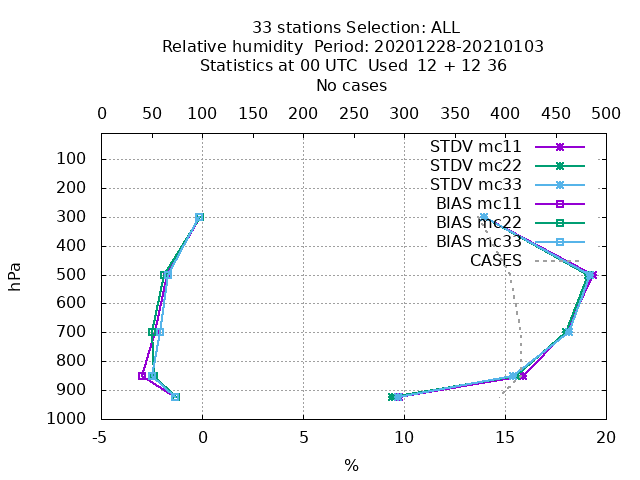 33 stations Selection: ALL
Relative humidity  Period: 20201228-20210103
Statistics at 00 UTC  Used  12 + 12 36
No cases
0 50 100 150 200 250 300 350 400 450 500
STDV mc11
STDV mc22
STDV mc33
BIAS mc11
BIAS mc22
BIAS mc33
CASES
100
200
300
400
500
600
700
800
900
1000
hPa
-5 0 5 10 15 20
%